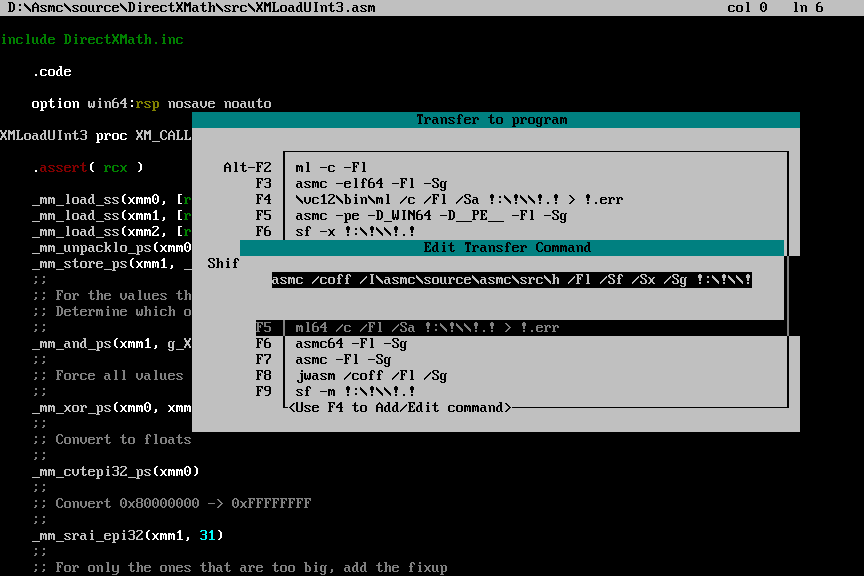 D:\Asmc\source\DirectXMath\src\XMLoadUInt3.asm col 0 ln 6
include DirectXMath.inc
.code
option win64:rsp nosave noauto
Transfer to program
XMLoadUInt3 proc XM_CALL
.assert( rcx )
Alt-F2 ml -c -Fl
F3 asmc -elf64 -Fl -Sg
_mm_load_ss(xmm0, [r F4 \vc12\bin\ml /c /Fl /Sa !:\!\\!.! > !.err
_mm_load_ss(xmm1, [r F5 asmc -pe -D_WIN64 -D__PE__ -Fl -Sg
_mm_load_ss(xmm2, [r F6 sf -x !:\!\\!.!
_mm_unpacklo_ps(xmm0 Edit Transfer Command
_mm_store_ps(xmm1, _ Shif
;; asmc /coff /I\asmc\source\asmc\src\h /Fl /Sf /Sx /Sg !:\!\\!
;; For the values th
;; Determine which o
;; F5 ml64 /c /Fl /Sa !:\!\\!.! > !.err
_mm_and_ps(xmm1, g_X F6 asmc64 -Fl -Sg
;; F7 asmc -Fl -Sg
;; Force all values F8 jwasm /coff /Fl /Sg
;; F9 sf -m !:\!\\!.!
_mm_xor_ps(xmm0, xmm <Use F4 to Add/Edit command>
;;
;; Convert to floats
;;
_mm_cvtepi32_ps(xmm0)
;;
;; Convert 0x80000000 -> 0xFFFFFFFF
;;
_mm_srai_epi32(xmm1, 31)
;;
;; For only the ones that are too big, add the fixup